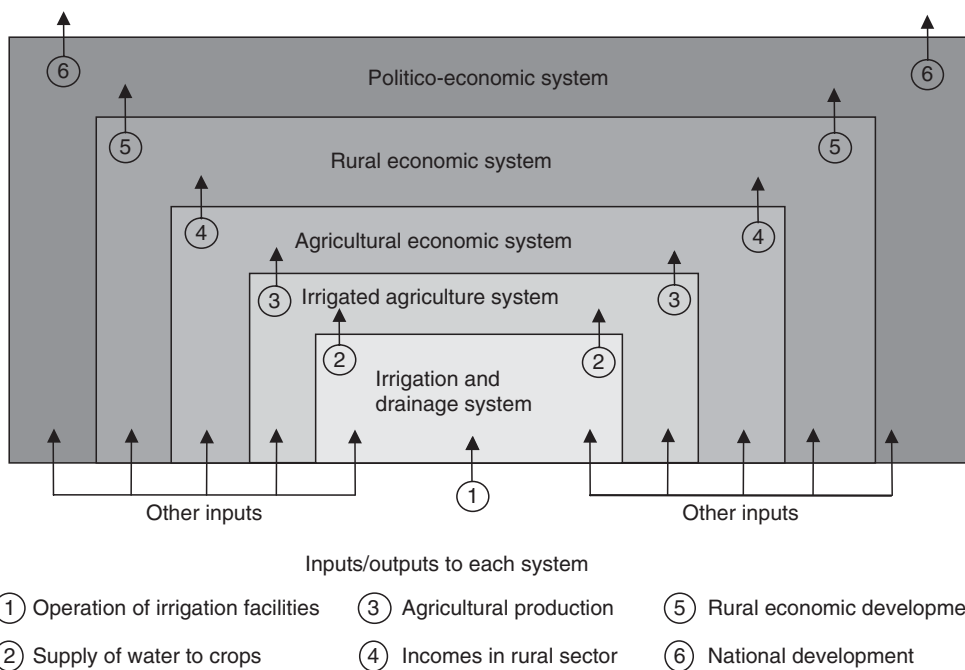 6
6
Politico-economic system
5
5
Rural economic system
4
4
Agricultural economic system
3
3
Irrigated agriculture system
2
2
Irrigation and
drainage system
1
Other inputs
Other inputs
Inputs/outputs to each system
1 Operation of irrigation facilities
3 Agricultural production
5 Rural economic developme
2 Supply of water to crops
4 Incomes in rural sector
6 National development